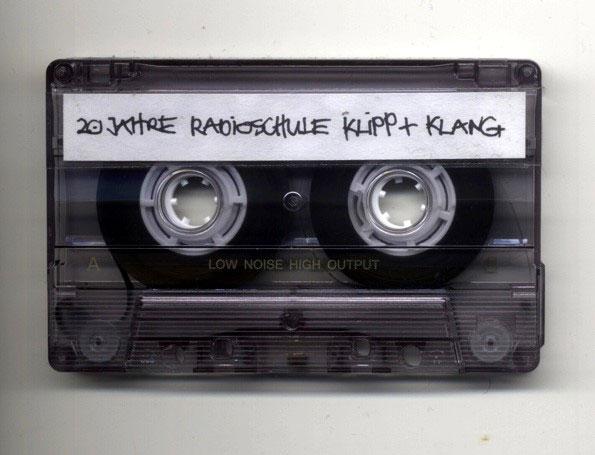 20 JAHRE RADIOSCHULE KLIPP + KLANG
A LOW NOISE HIGH OUTPUT